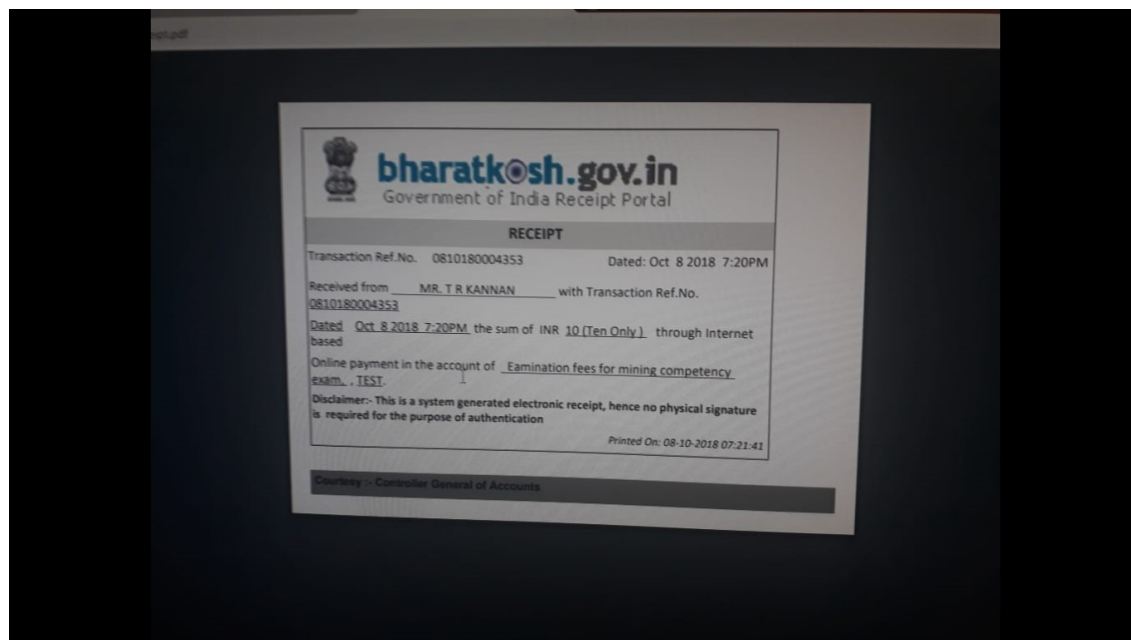 bharatkosh.gov.in
Government of India Receipt Portal
RECEIPT
Transaction Ref.No. 0810180004353 Dated: Oct 8 2018 7:20PM
Received from MR. T R KANNAN with Transaction Ref.No.
0810180004353
Dated Oct 8 2018 7:20PM the sum of INR 10 (Ten Only ) through Internet
based
Online payment in the account of Eamination fees for mining competency
exam. , TEST.
Disclaimer:- This is a system generated electronic receipt, hence no physical signature
is required for the purpose of authentication
Printed On: 08-10-2018 07:21:41
Courtesy :- Controller General of Accounts